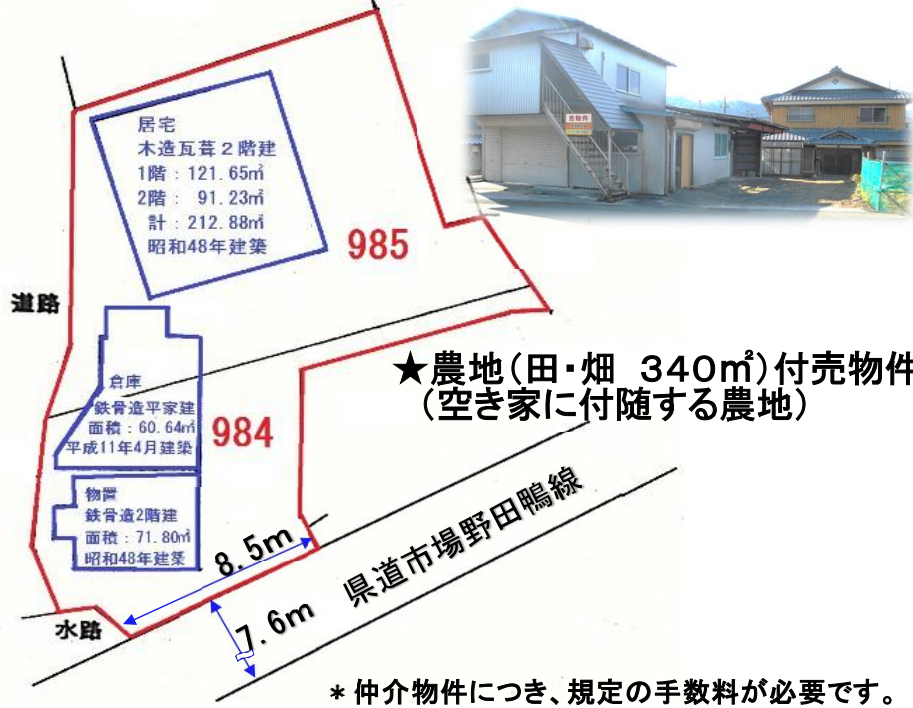 居宅
木造瓦葺2階建
1階：121.65㎡
2階： 91.23㎡
計：212.88㎡
昭和48年建築
985
道路
売物件
★農地(田・畑 340㎡)付売物件
(空き家に付随する農地)
倉庫
鉄骨造平家建
面積：60.64㎡
平成11年4月建築
984
物置
鉄骨造2階建
面積：71.80㎡
昭和48年建築
8.5m
7.6m
県道市場野田鴨線
水路
*仲介物件につき、規定の手数料が必要です。